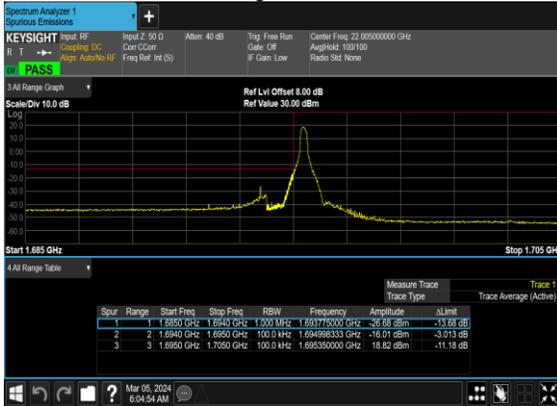 Spectrum Analyzer 1
Spurious Emissions
+
KEYSIGHT Input: RF Input Z: 50 Ω Atten: 40 dB Trig: Free Run Center Freq: 22.005000000 GHz
R T Coupling: DC Corr CCorr Gate: Off Avg|Hold: 100/100
Align: Auto/No RF Freq Ref: Int (S) IF Gain: Low Radio Std: None
PASS
3 All Range Graph
Ref Lvl Offset 8.00 dB
Scale/Div 10.0 dB Ref Value 30.00 dBm
Log
20.0
10.0
0.00
-10.0
-20.0
-30.0
-40.0
-50.0
-60.0
Start 1.685 GHz Stop 1.705 GH
4 All Range Table
Measure Trace Trace 1
Trace Type Trace Average (Active)
Spur Range Start Freq Stop Freq RBW Frequency Amplitude ΔLimit
1 1 1.6850 GHz 1.6940 GHz 1.000 MHz 1.693775000 GHz -26.68 dBm -13.68 dB
2 2 1.6940 GHz 1.6950 GHz 100.0 kHz 1.694998333 GHz -16.01 dBm -3.013 dB
3 3 1.6950 GHz 1.7050 GHz 100.0 kHz 1.695350000 GHz 18.82 dBm -11.18 dB
?
Mar 05, 2024
6:04:54 AM